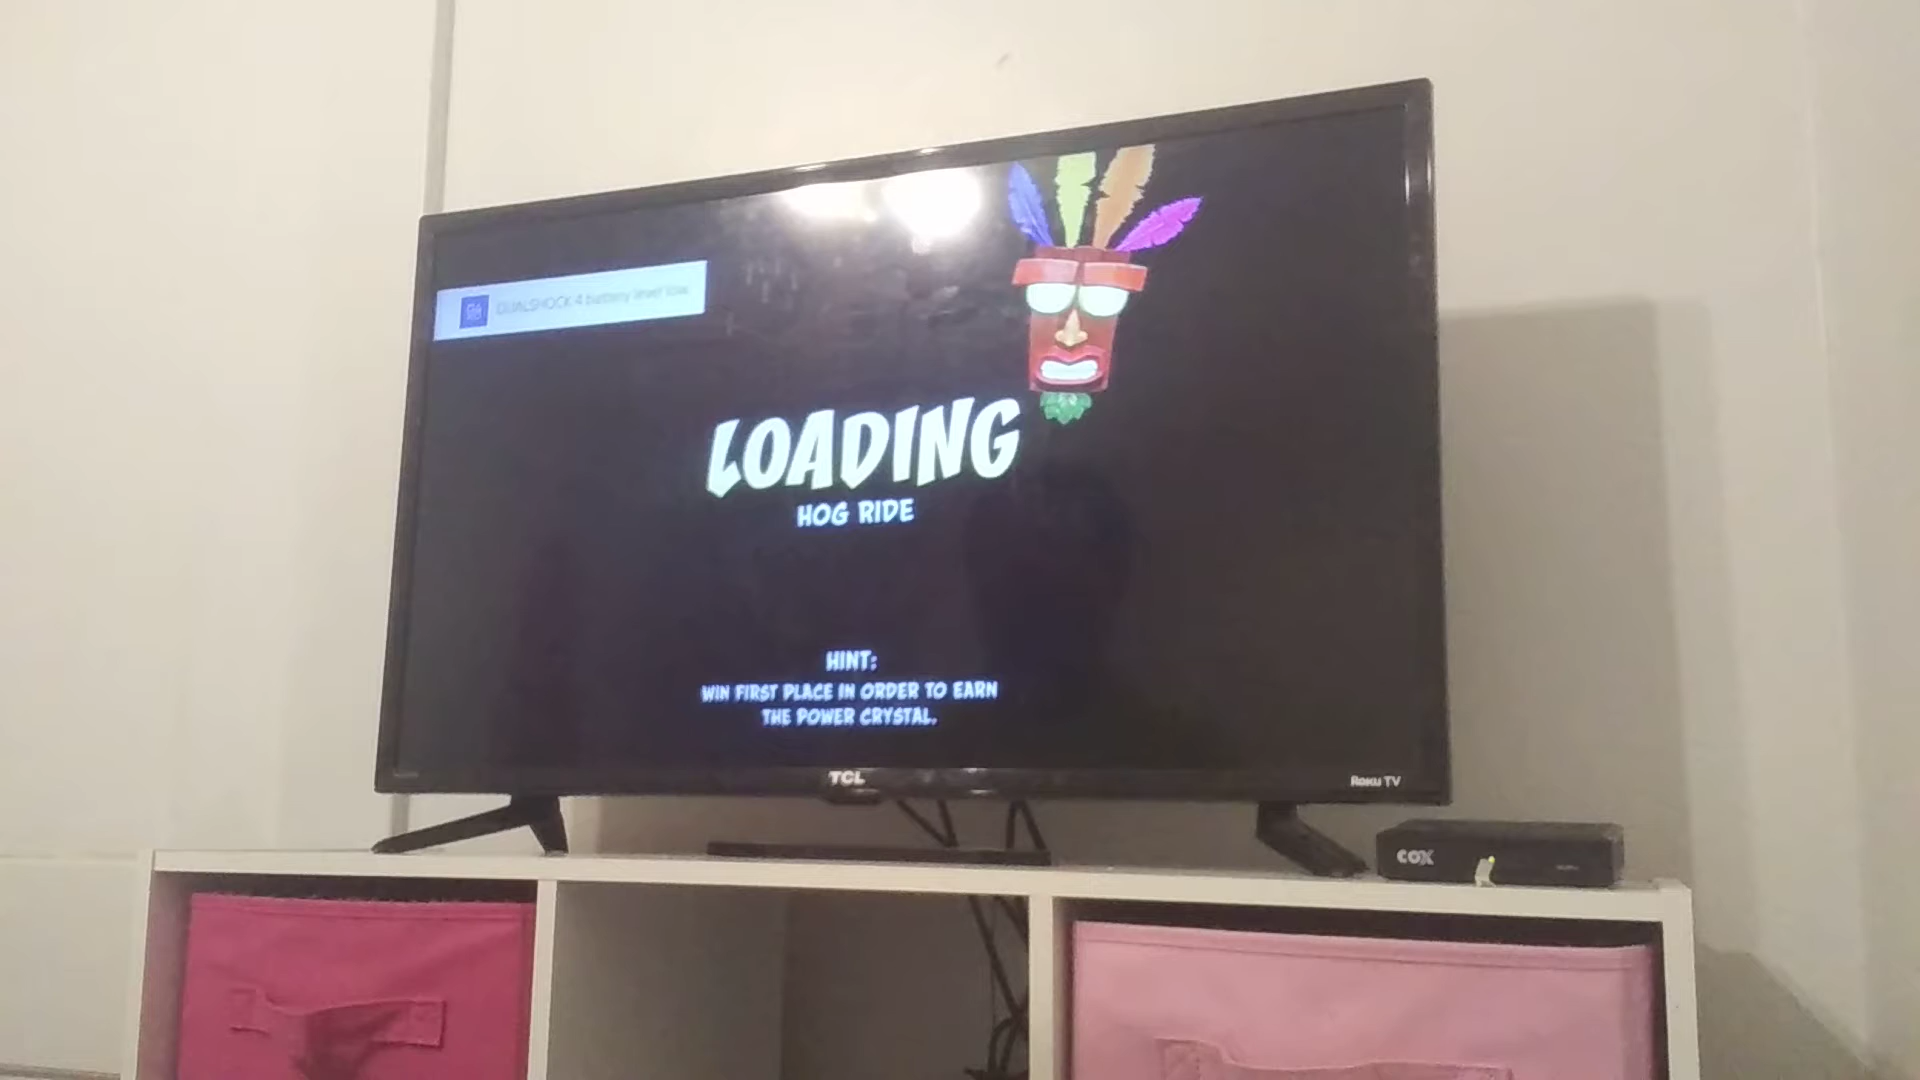 DUALSHOCK 4 battery level low.
LOADING
HOG RIDE
HINT:
WIN FIRST PLACE IN ORDER TO EARN
THE POWER CRYSTAL.
TCL
Roku TV
COX